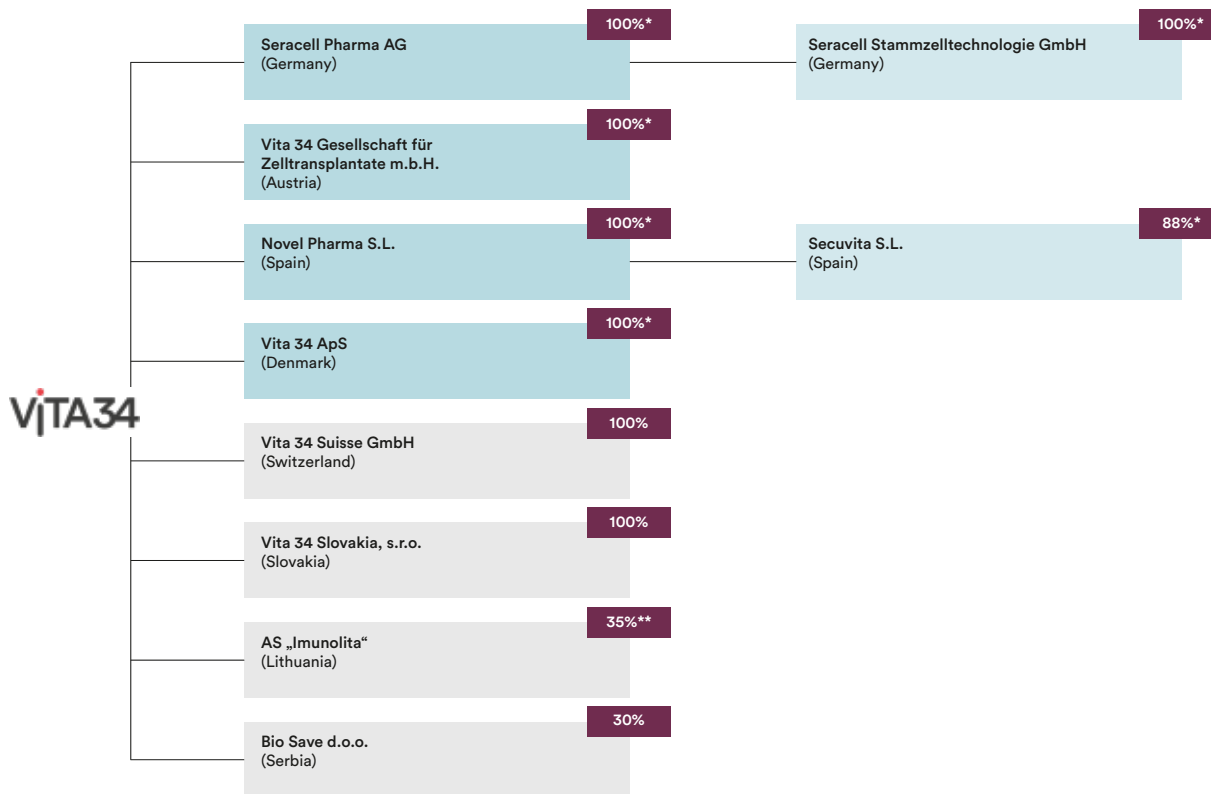 100%*
Seracell Pharma AG
(Germany)
100%*
Seracell Stammzelltechnologie GmbH
(Germany)
100%*
Vita 34 Gesellschaft für
Zelltransplantate m.b.H.
(Austria)
100%*
Novel Pharma S.L.
(Spain)
88%*
Secuvita S.L.
(Spain)
100%*
Vita 34 ApS
(Denmark)
ViTA34
100%
Vita 34 Suisse GmbH
(Switzerland)
100%
Vita 34 Slovakia, s.r.o.
(Slovakia)
35%**
AS „Imunolita“
(Lithuania)
30%
Bio Save d.o.o.
(Serbia)